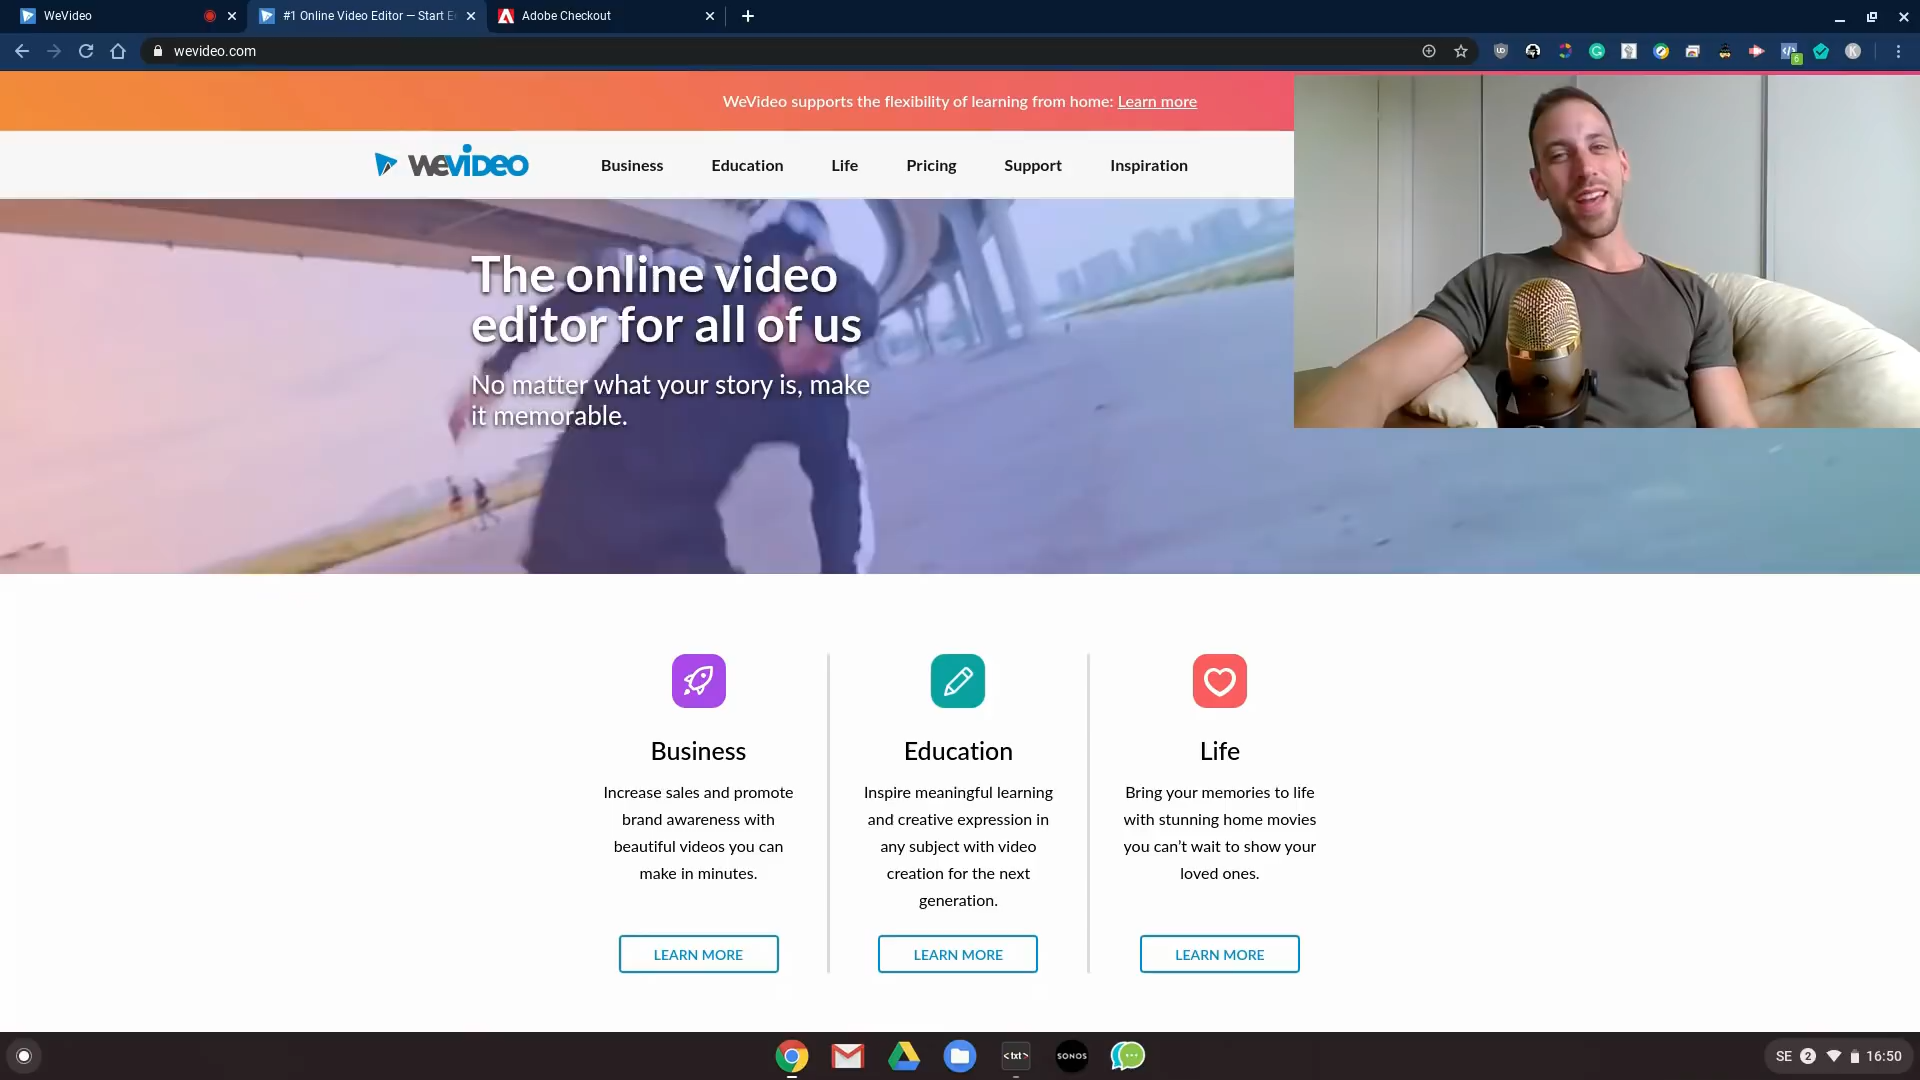 WeVideo
#1 Online Video Editor — Start E
Adobe Checkout
wevideo.com
WeVideo supports the flexibility of learning from home: Learn more
wevideo
Business
Education
Life
Pricing
Support
Inspiration
The online video
editor for all of us
No matter what your story is, make
it memorable.
Business
Increase sales and promote
brand awareness with
beautiful videos you can
make in minutes.
LEARN MORE
Education
Inspire meaningful learning
and creative expression in
any subject with video
creation for the next
generation.
LEARN MORE
Life
Bring your memories to life
with stunning home movies
you can't wait to show your
loved ones.
LEARN MORE
<txt>
SONOS
SE 2 16:50